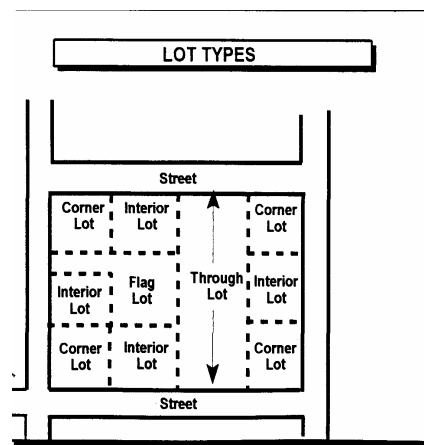 LOT TYPES
Street
Corner
Lot
Interior
Lot
Corner
Lot
Interior
Lot
Flag
Lot
Through
Lot
Interior
Lot
Corner
Lot
Interior
Lot
Corner
Lot
Street